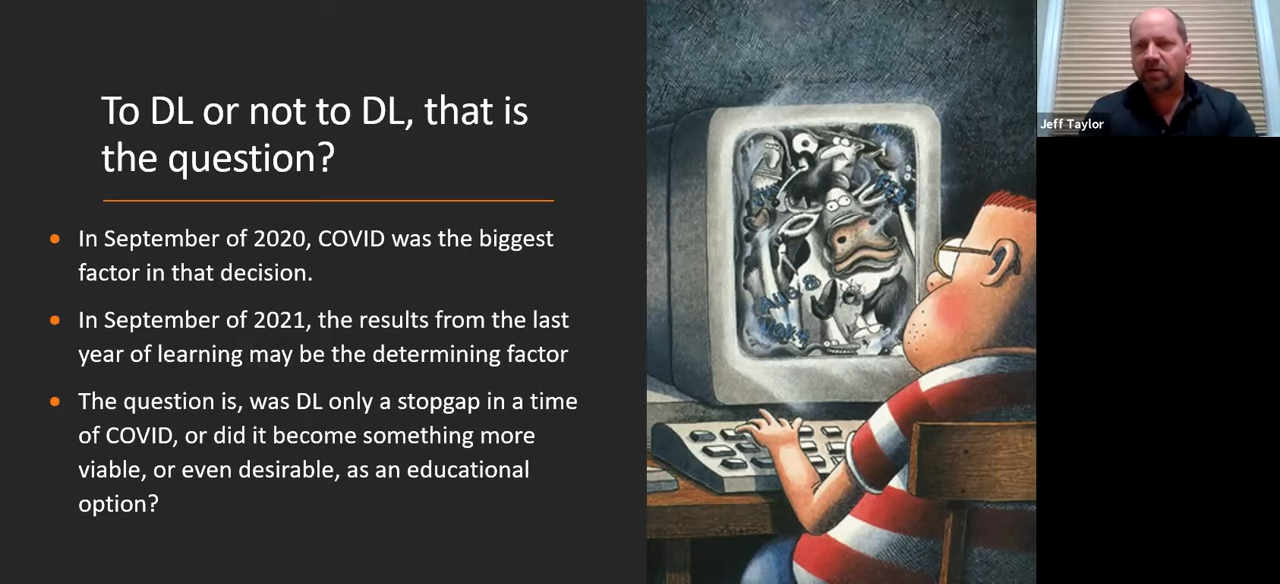 To DL or not to DL, that is
the question?
In September of 2020, COVID was the biggest
factor in that decision.
In September of 2021, the results from the last
year of learning may be the determining factor
The question is, was DL only a stopgap in a time
of COVID, or did it become something more
viable, or even desirable, as an educational
option?
Jeff Taylor